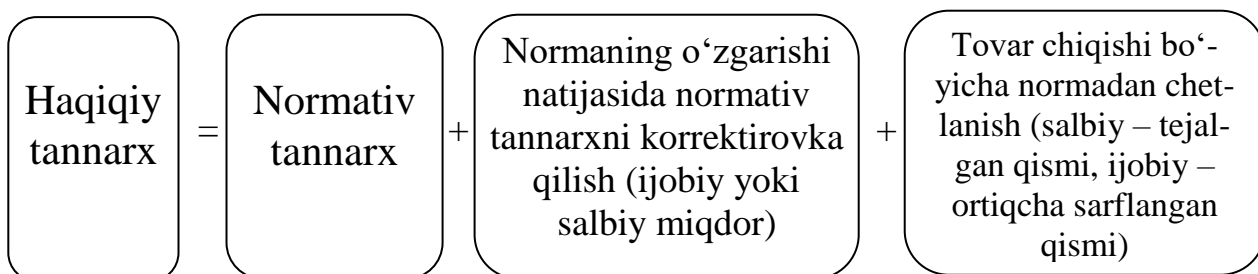 Haqiqiy
tannarx
=
Normativ
tannarx
+
Normaning o‘zgarishi
natijasida normativ
tannarxni korrektirovka
qilish (ijobiy yoki
salbiy miqdor)
+
Tovar chiqishi bo‘-
yicha normadan chet-
lanish (salbiy – tejal-
gan qismi, ijobiy –
ortiqcha sarflangan
qismi)